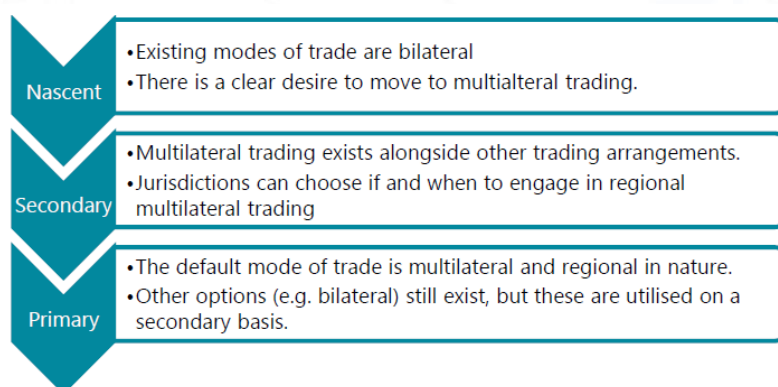 Nascent
•Existing modes of trade are bilateral
•There is a clear desire to move to multialteral trading.
Secondary
•Multilateral trading exists alongside other trading arrangements.
•Jurisdictions can choose if and when to engage in regional
multilateral trading
Primary
•The default mode of trade is multilateral and regional in nature.
•Other options (e.g. bilateral) still exist, but these are utilised on a
secondary basis.